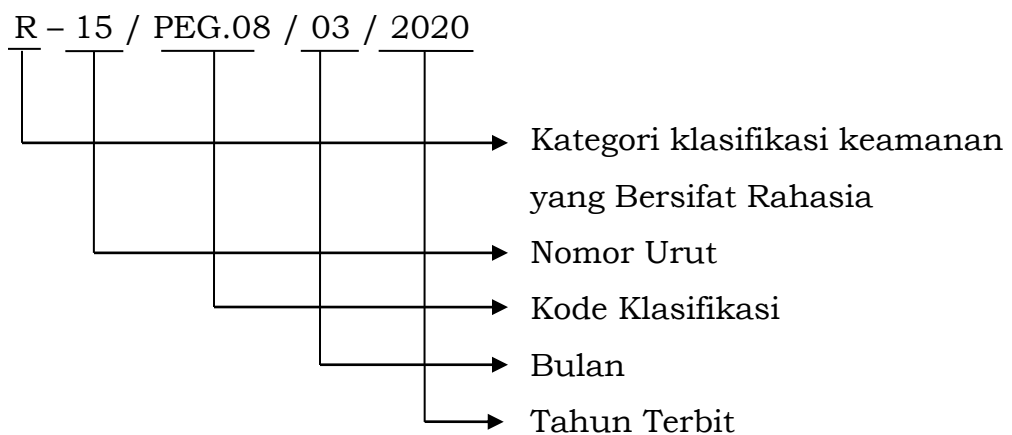 R – 15 / PEG.08 / 03 / 2020
Kategori klasifikasi keamanan
yang Bersifat Rahasia
Nomor Urut
Kode Klasifikasi
Bulan
Tahun Terbit